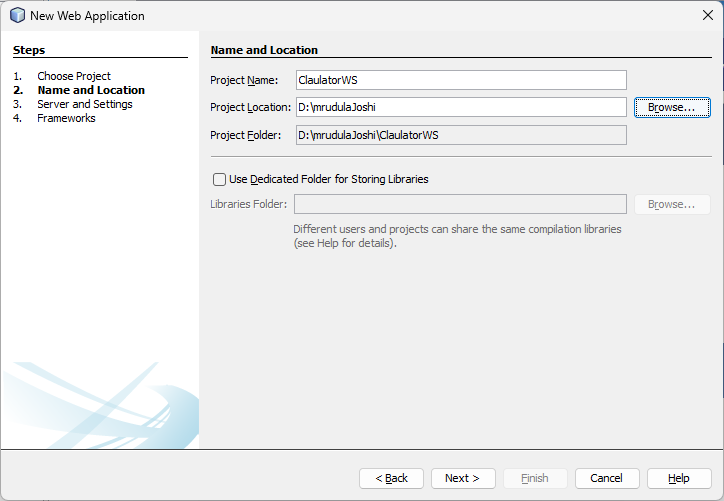 New Web Application
Steps
1. Choose Project
2. Name and Location
3. Server and Settings
4. Frameworks
Name and Location
Project Name: ClaulatorWS
Project Location: D:\mrudulaJoshi Browse...
Project Folder: D:\mrudulaJoshi\ClaulatorWS
Use Dedicated Folder for Storing Libraries
Libraries Folder: Browse...
Different users and projects can share the same compilation libraries
(see Help for details).
< Back Next > Finish Cancel Help